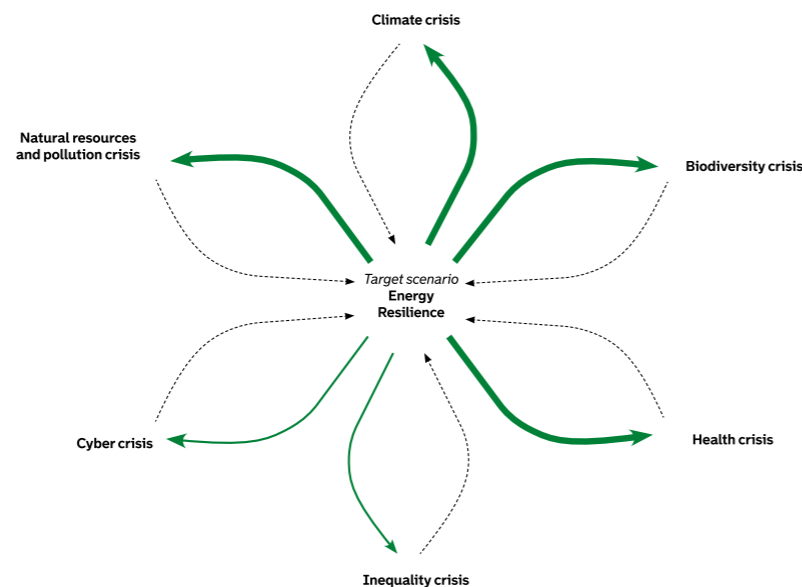 Climate crisis
Natural resources
and pollution crisis
Biodiversity crisis
Target scenario
Energy
Resilience
Cyber crisis
Health crisis
Inequality crisis